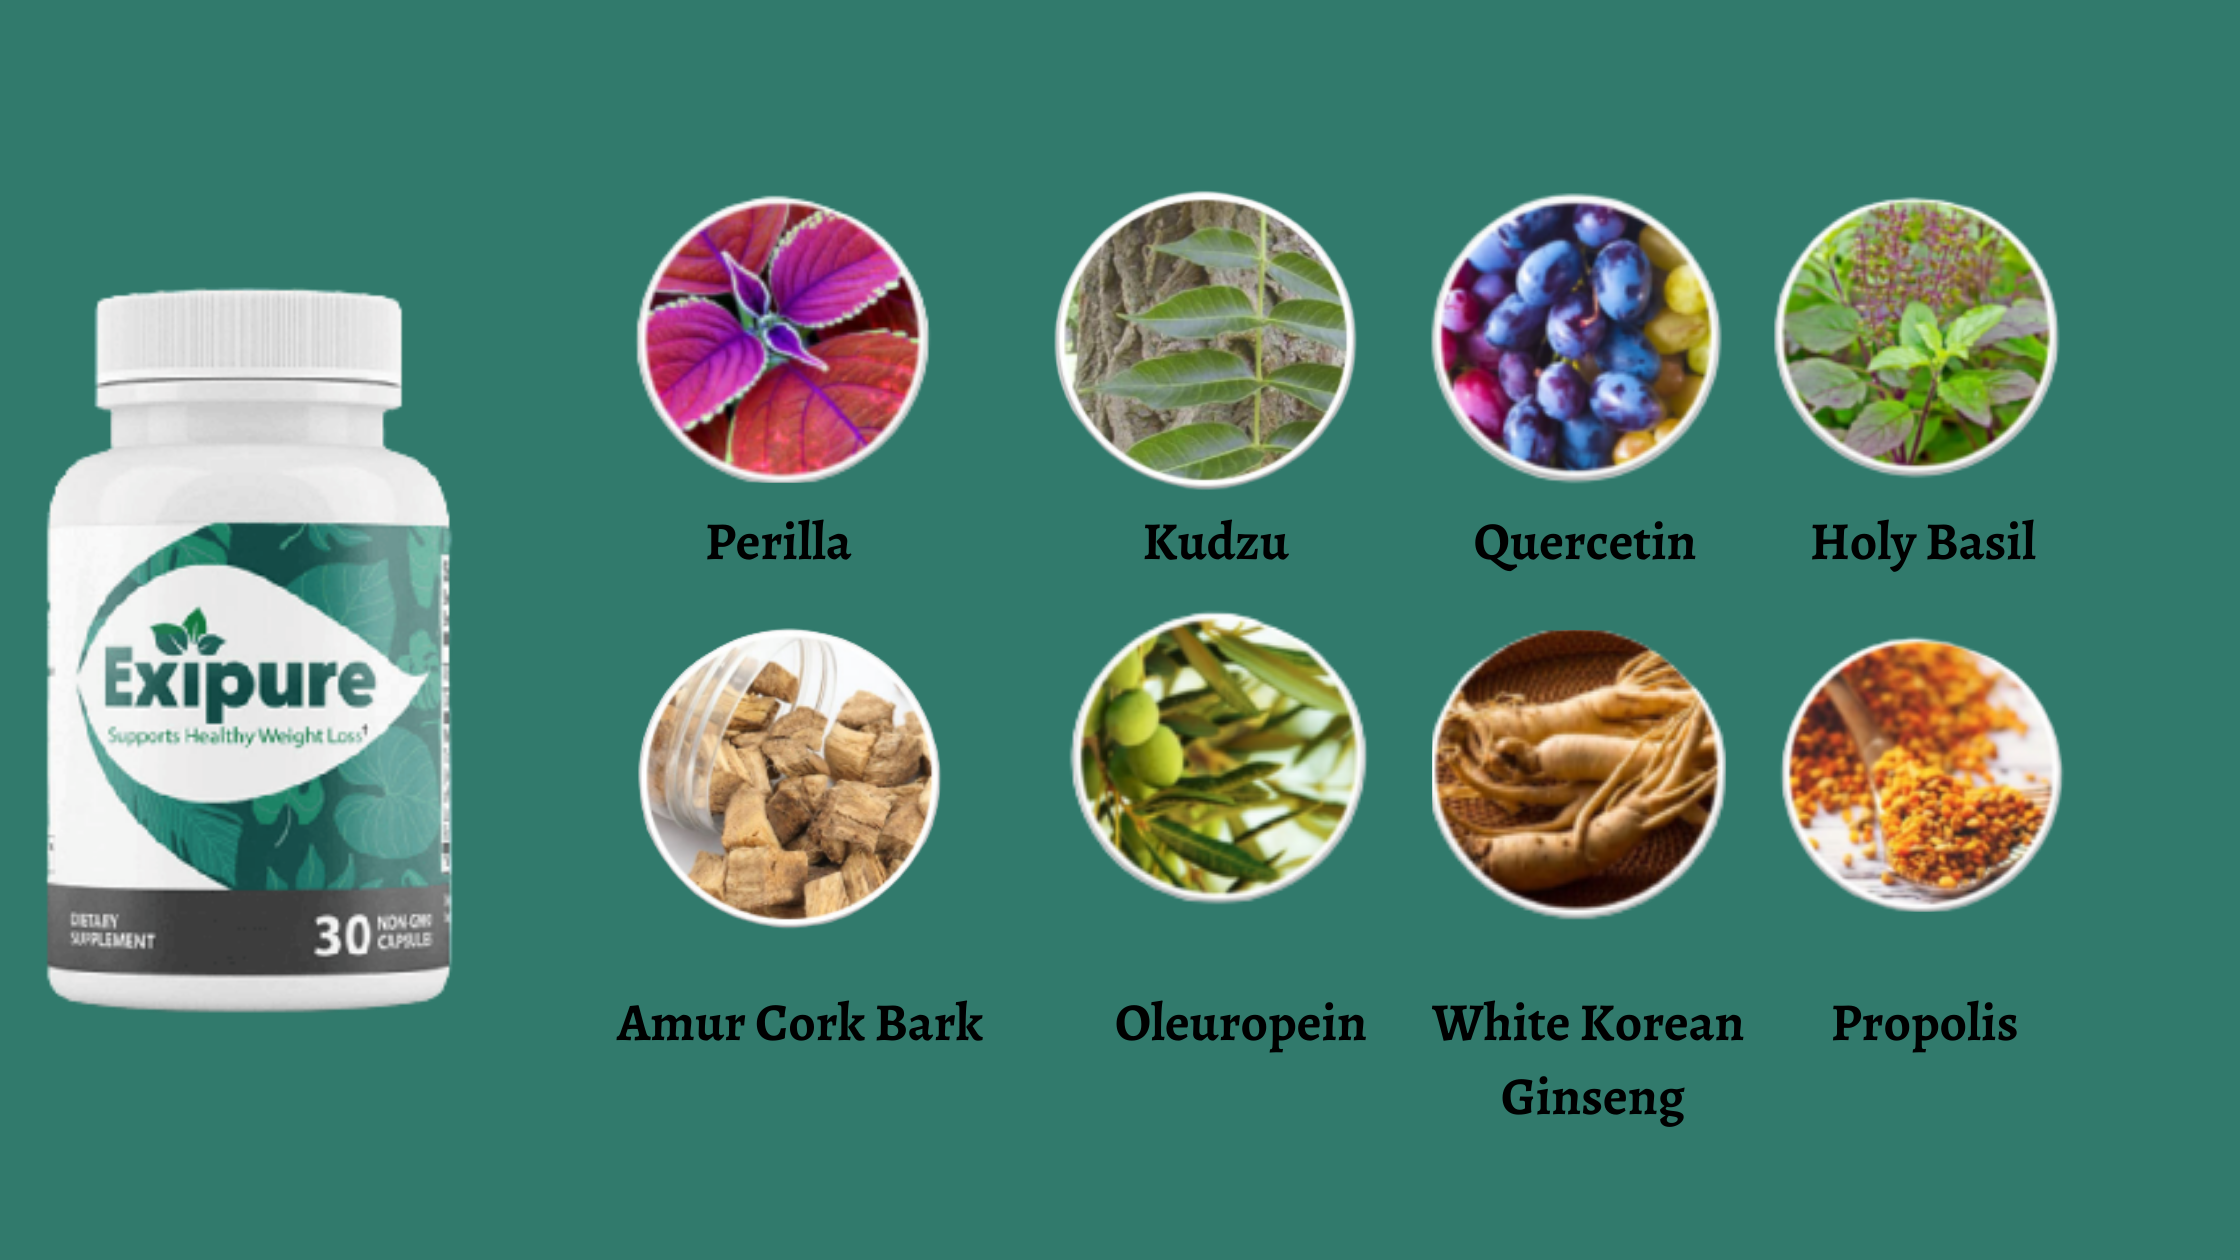 Exipure
Supports Healthy Weight Loss†
DIETARY
SUPPLEMENT
30
NON-GMO
CAPSULES
Perilla
Kudzu
Quercetin
Holy Basil
Amur Cork Bark
Oleuropein
White Korean
Ginseng
Propolis